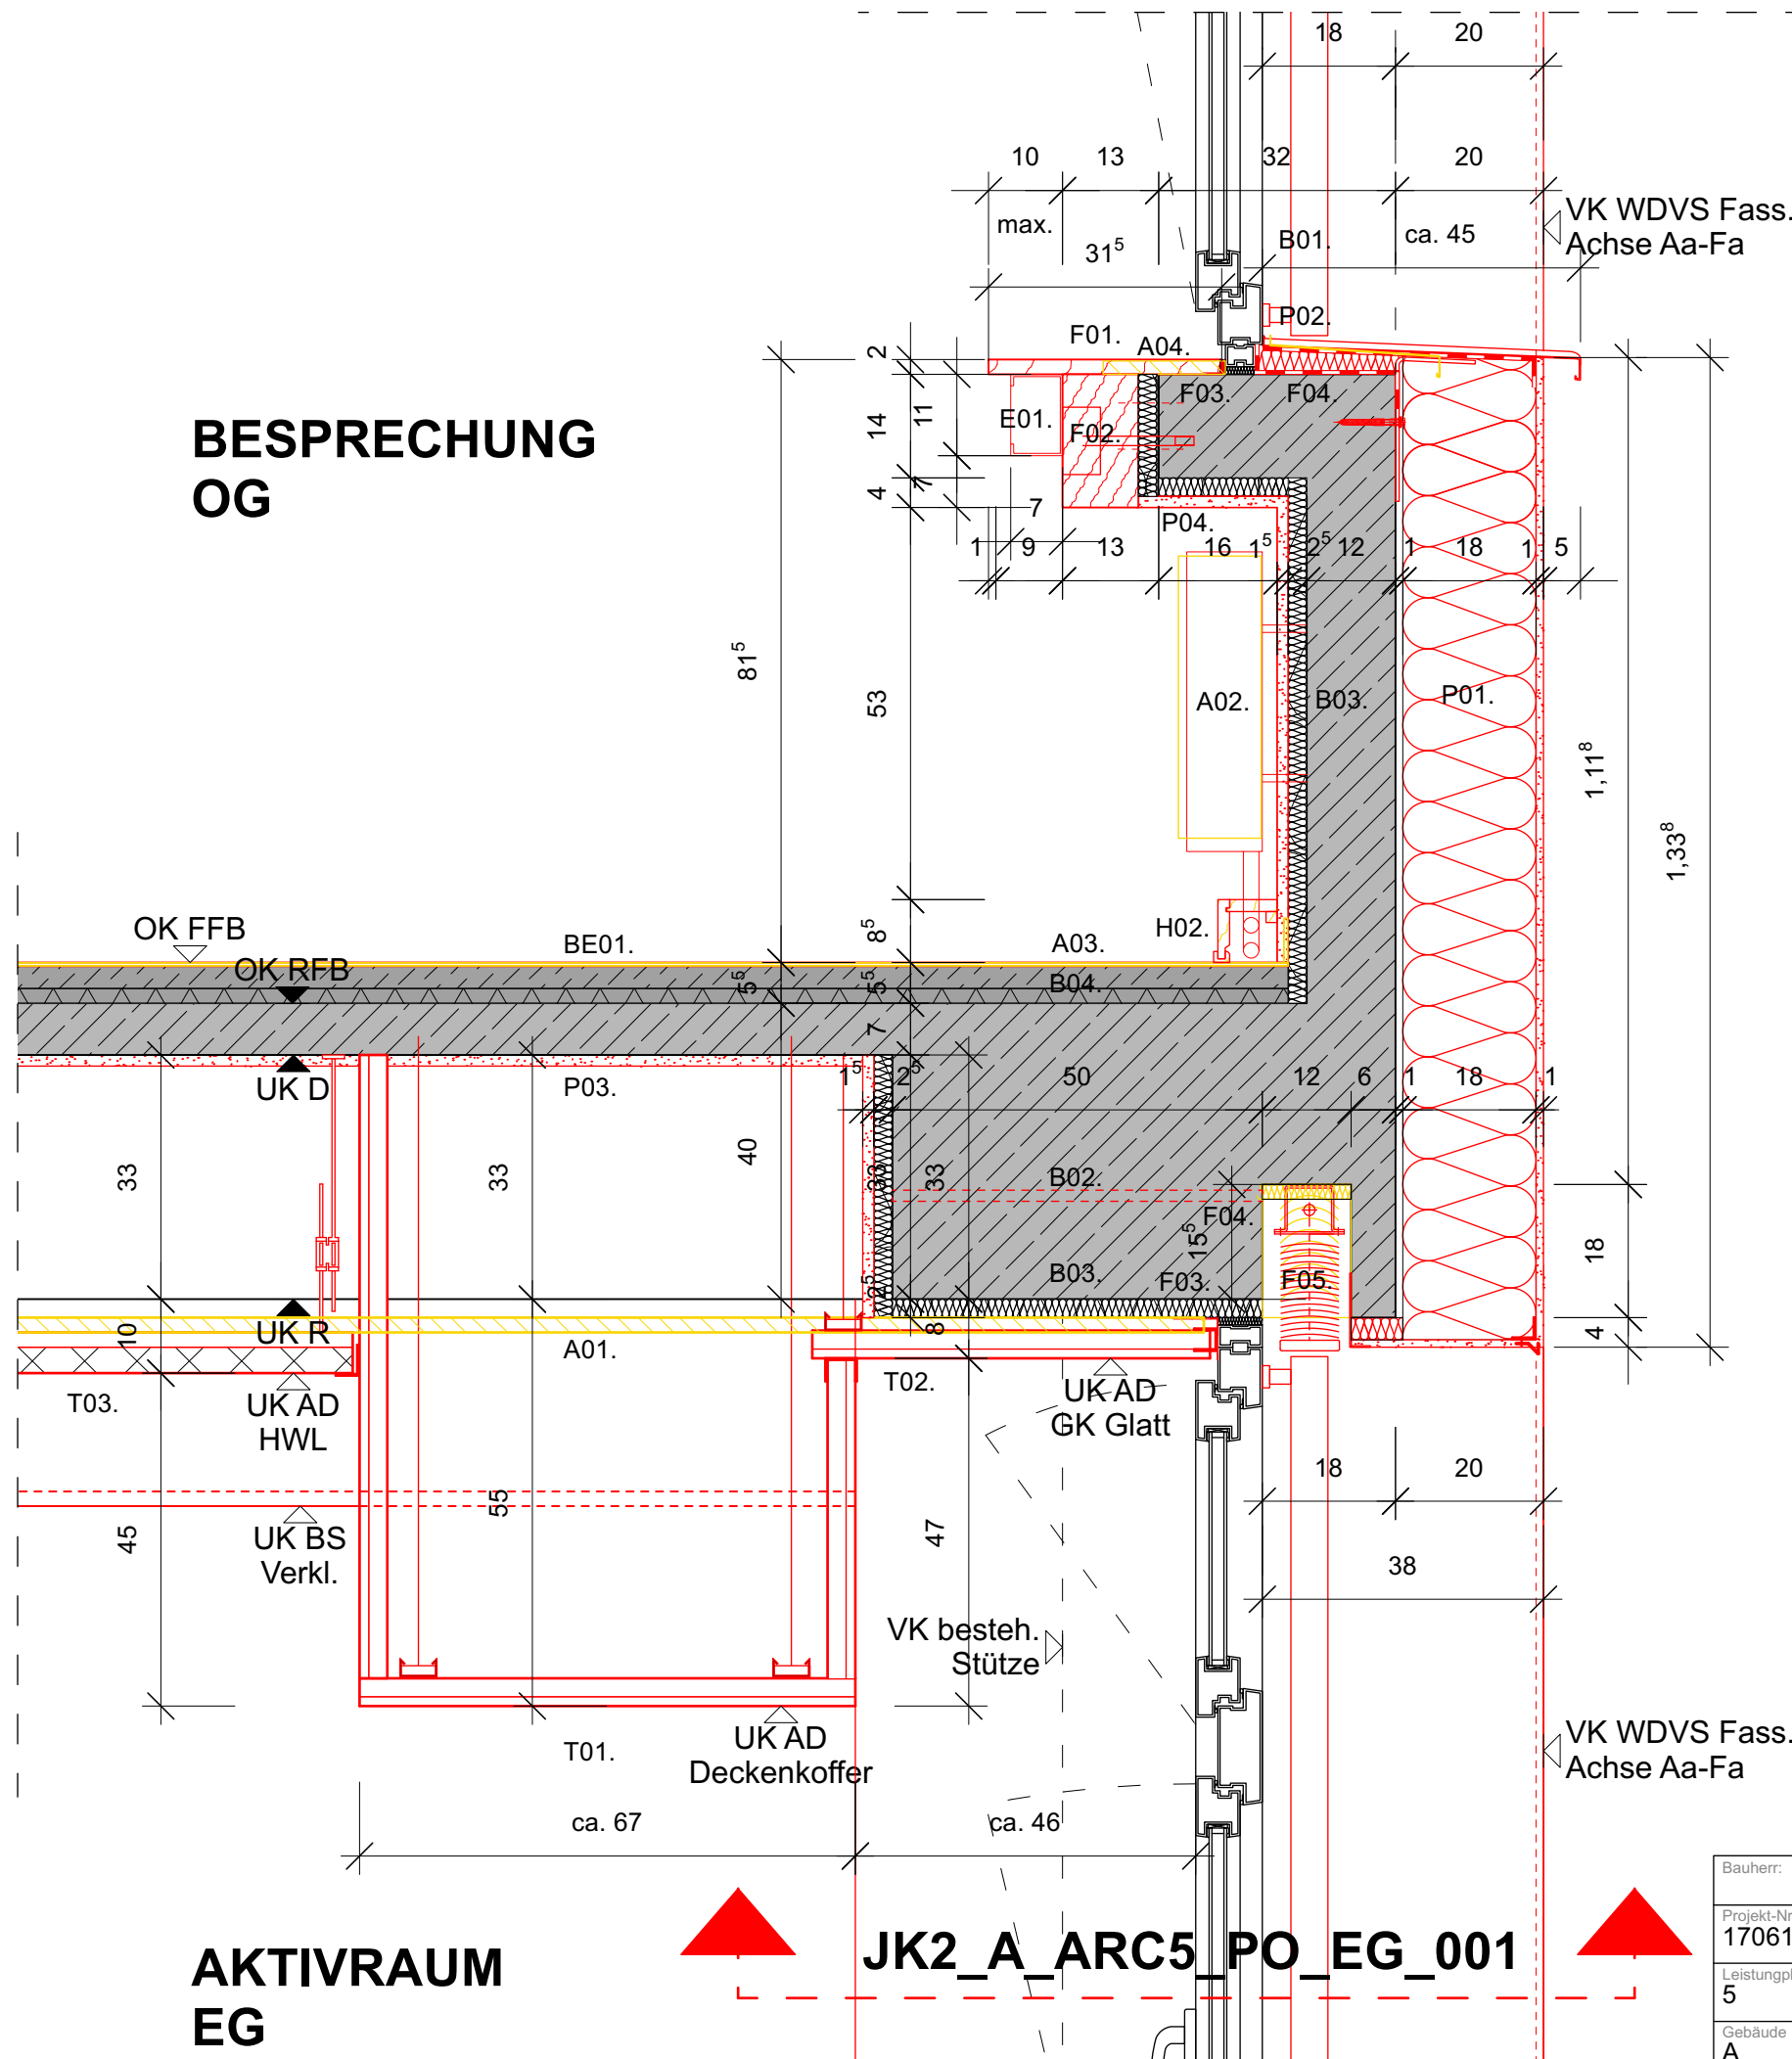 18
20
10
13
32
20
VK WDVS Fass.
Achse Aa-Fa
max.
31⁵
B01.
ca. 45
P02.
F01.
A04.
2
BESPRECHUNG
OG
14
11
E01.
F02.
F03.
F04.
4
7
7
P04.
1
9
13
16
1⁵
2⁵
12
1
18
1
5
81⁵
53
A02.
B03.
P01.
1,11⁸
1,33⁸
OK FFB
BE01.
8⁵
A03.
H02.
OK RFB
5⁵
5⁵
B04.
7
UK D
P03.
1⁵
2⁵
50
12
6
1
18
1
33
33
40
33
33
B02.
F04.
15⁵
18
2⁵
B03.
F03.
F05.
10
UK R
A01.
8
4
T03.
UK AD
HWL
T02.
UK AD
GK Glatt
18
20
45
UK BS
Verkl.
55
47
38
VK besteh.
Stütze
T01.
UK AD
Deckenkoffer
VK WDVS Fass.
Achse Aa-Fa
ca. 67
ca. 46
AKTIVRAUM
EG
JK2_A_ARC5_PO_EG_001
Bauherr:
Projekt-Nr
17061
Leistungpl
5
Gebäude
A